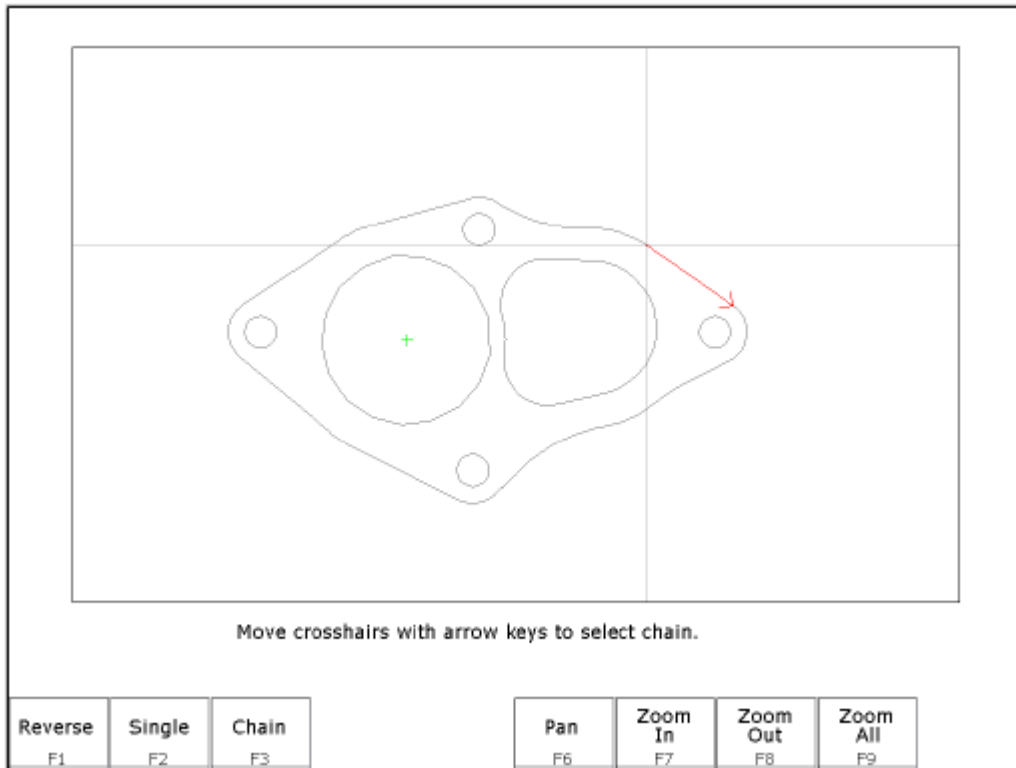 Move crosshairs with arrow keys to select chain.
Reverse
F1
Single
F2
Chain
F3
Pan
F6
Zoom
In
F7
Zoom
Out
F8
Zoom
All
F9